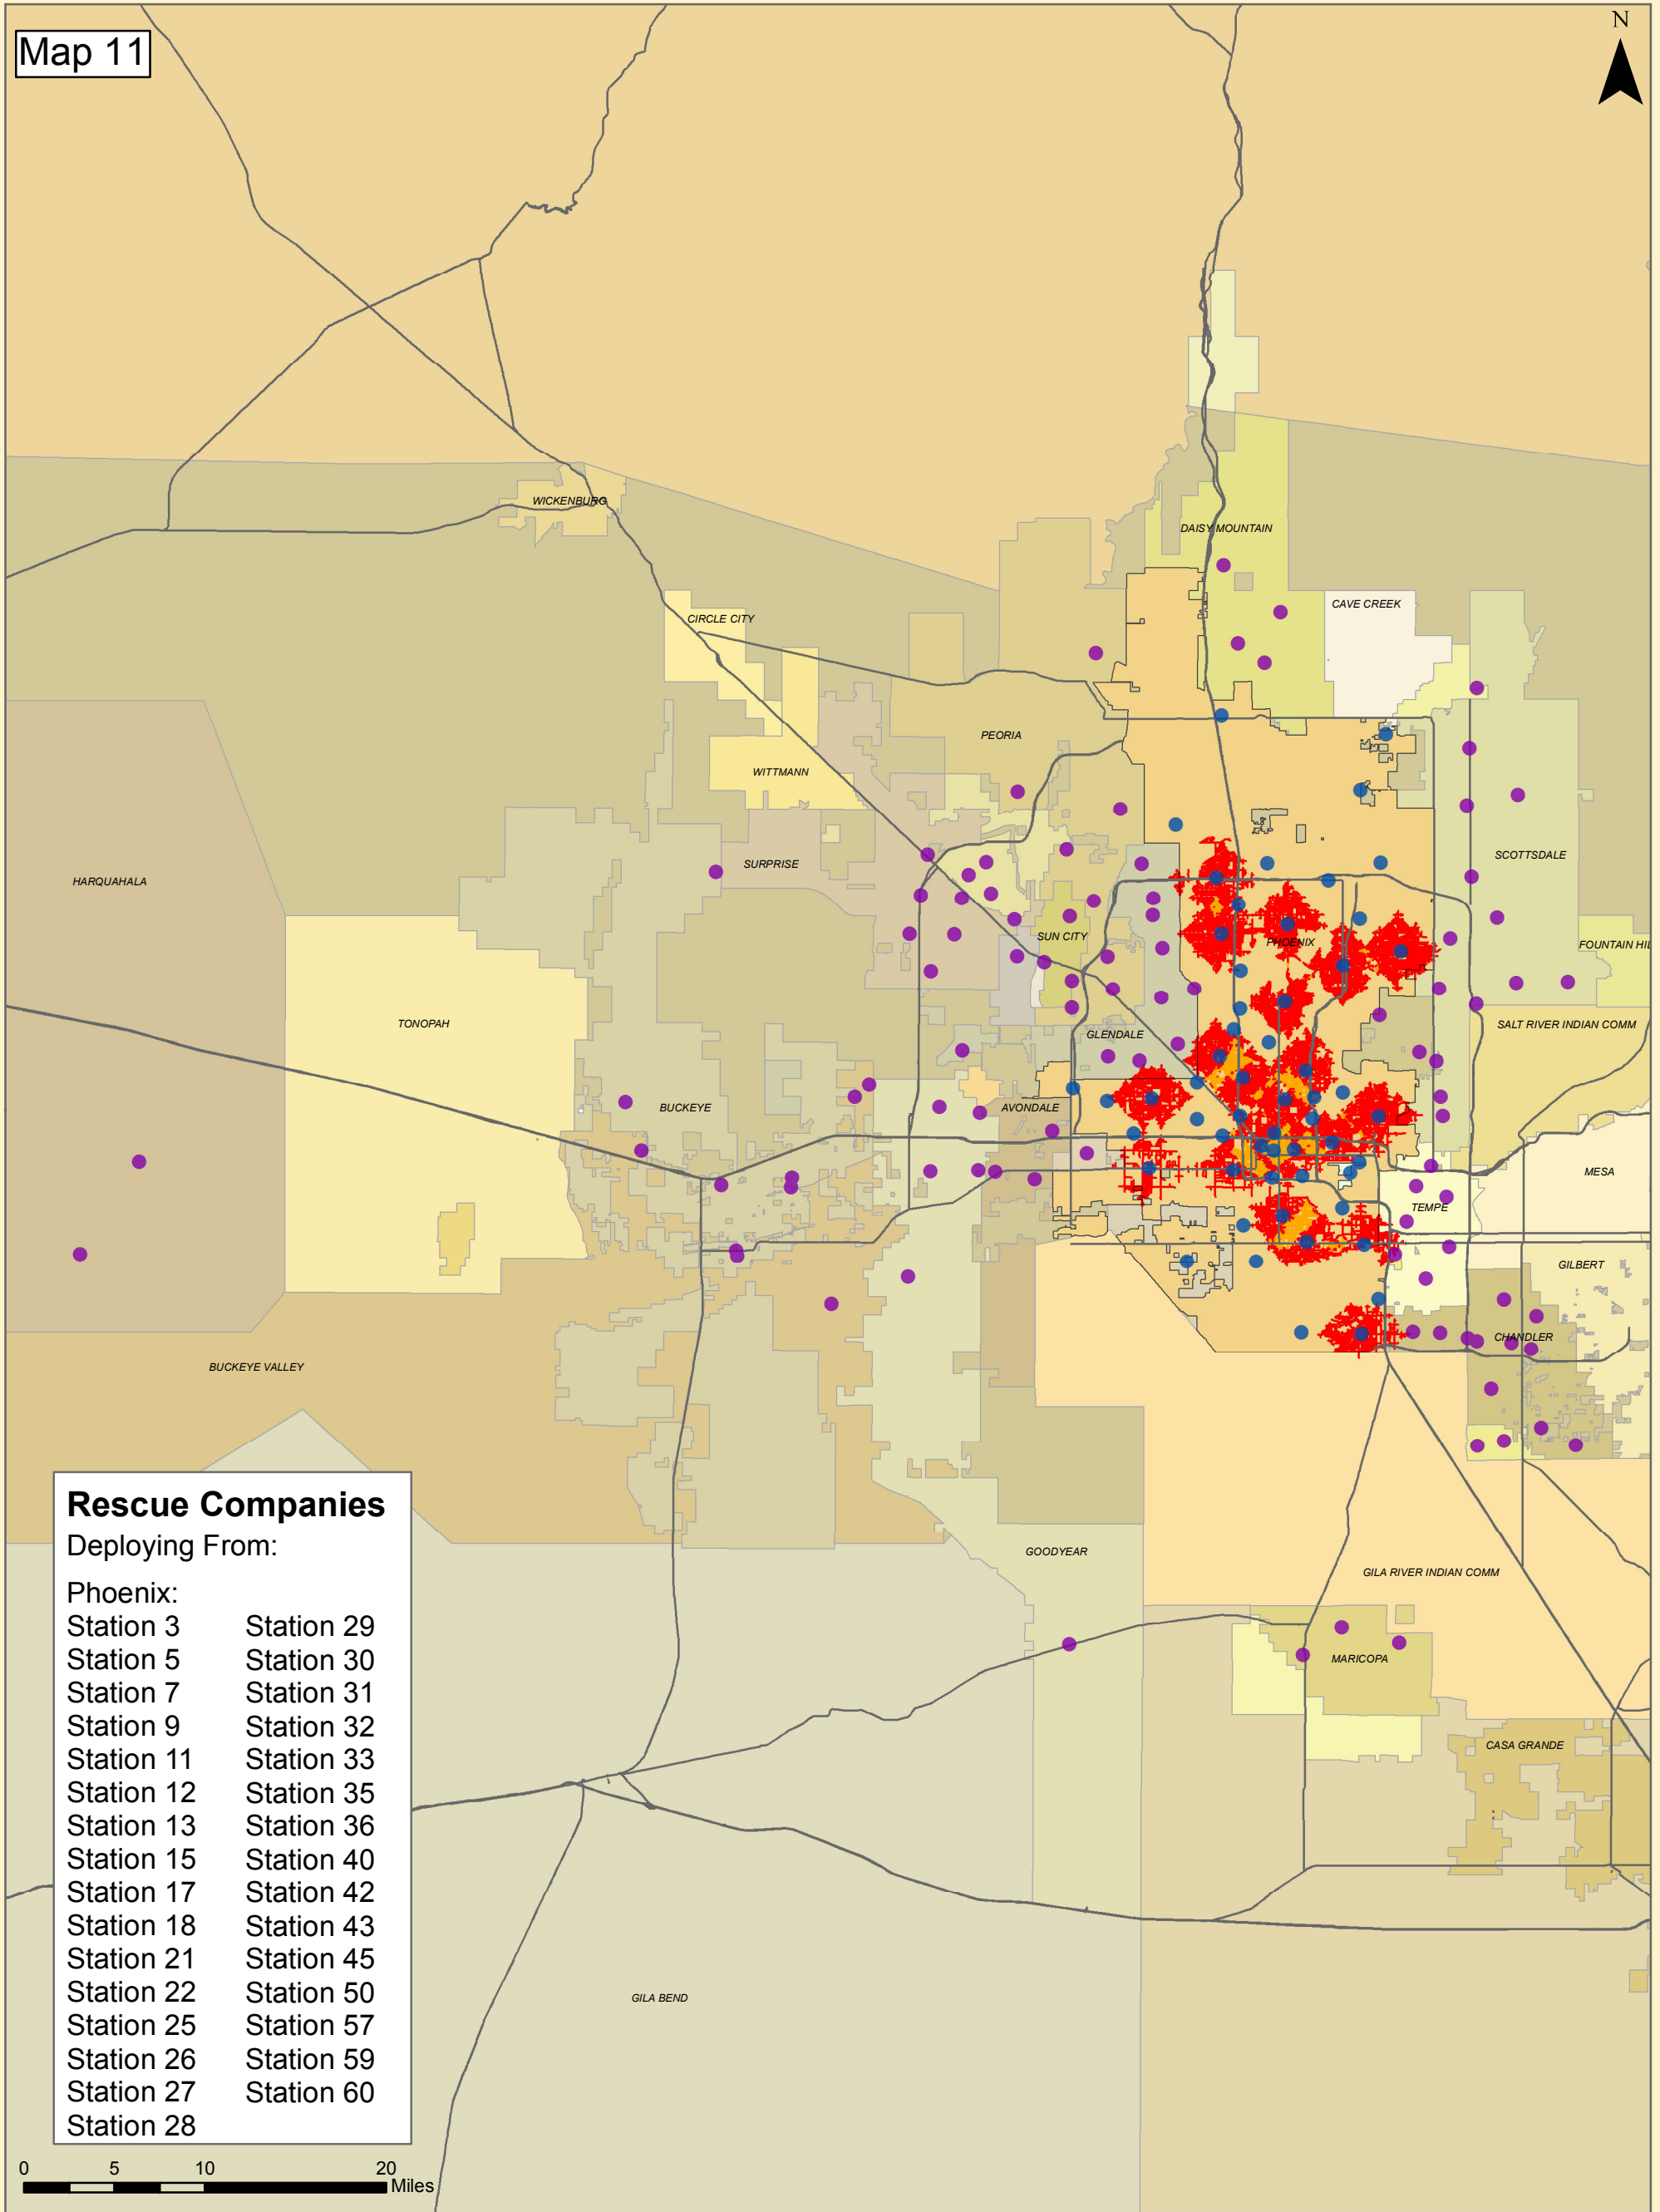 Map 11
N
WICKENBURG
DAISY MOUNTAIN
CIRCLE CITY
CAVE CREEK
PEORIA
WITTMANN
SURPRISE
SCOTTSDALE
HARQUAHALA
SUN CITY
PHOENIX
FOUNTAIN HIL
TONOPAH
GLENDALE
SALT RIVER INDIAN COMM
BUCKEYE
AVONDALE
MESA
TEMPE
GILBERT
CHANDLER
BUCKEYE VALLEY
GOODYEAR
GILA RIVER INDIAN COMM
MARICOPA
CASA GRANDE
GILA BEND
Rescue Companies
Deploying From:
Phoenix:
Station 3 Station 29
Station 5 Station 30
Station 7 Station 31
Station 9 Station 32
Station 11 Station 33
Station 12 Station 35
Station 13 Station 36
Station 15 Station 40
Station 17 Station 42
Station 18 Station 43
Station 21 Station 45
Station 22 Station 50
Station 25 Station 57
Station 26 Station 59
Station 27 Station 60
Station 28
0 5 10 20
Miles